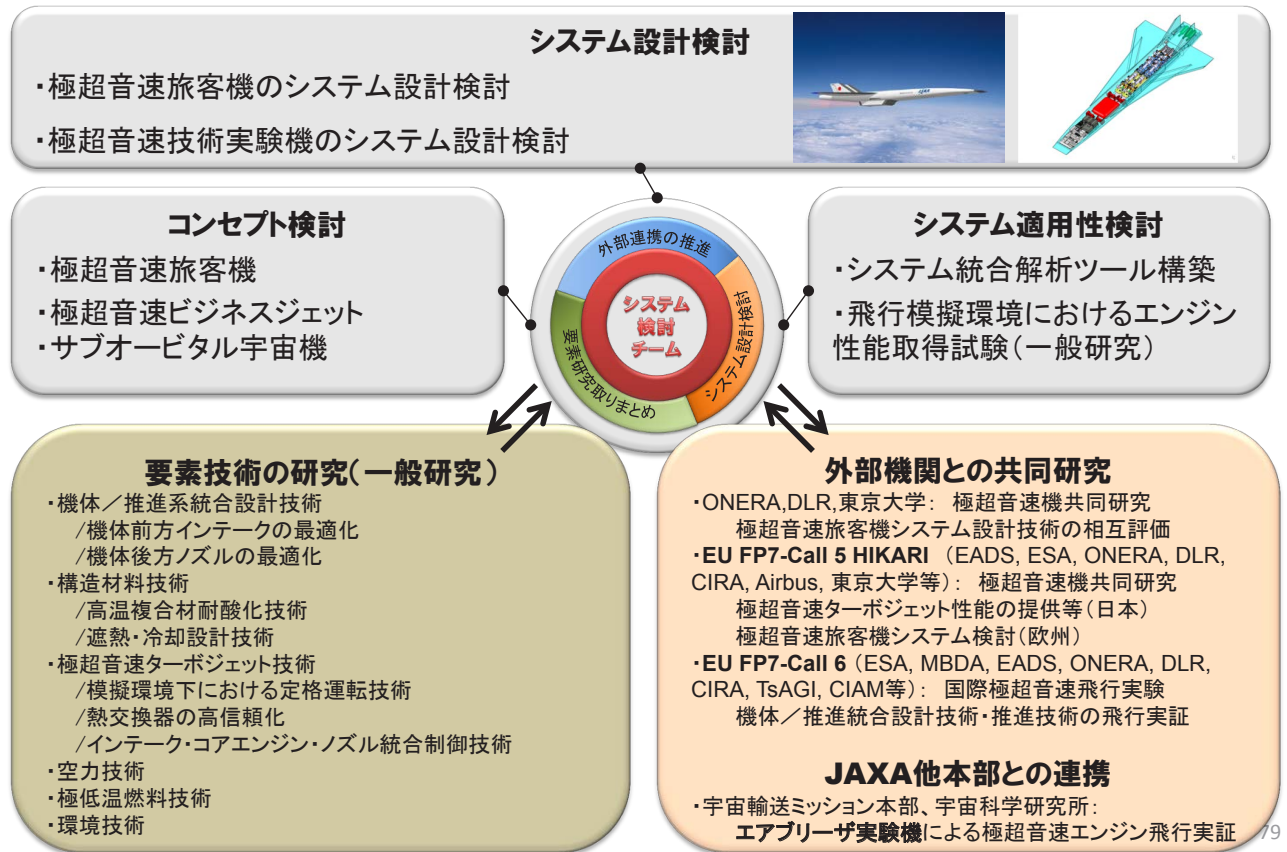 システム設計検討
・極超音速旅客機のシステム設計検討
・極超音速技術実験機のシステム設計検討
コンセプト検討
・極超音速旅客機
・極超音速ビジネスジェット
・サブオービタル宇宙機
外部連携の推進
システム設計検討
要素研究取りまとめ
システム
検討
チーム
システム適用性検討
・システム統合解析ツール構築
・飛行模擬環境におけるエンジン
性能取得試験（一般研究）
要素技術の研究（一般研究）
・機体／推進系統合設計技術
/機体前方インテークの最適化
/機体後方ノズルの最適化
・構造材料技術
/高温複合材耐酸化技術
/遮熱・冷却設計技術
・極超音速ターボジェット技術
/模擬環境下における定格運転技術
/熱交換器の高信頼化
/インテーク・コアエンジン・ノズル統合制御技術
・空力技術
・極低温燃料技術
・環境技術
外部機関との共同研究
・ONERA,DLR,東京大学： 極超音速機共同研究
極超音速旅客機システム設計技術の相互評価
・EU FP7-Call 5 HIKARI （EADS, ESA, ONERA, DLR,
CIRA, Airbus, 東京大学等）： 極超音速機共同研究
極超音速ターボジェット性能の提供等（日本）
極超音速旅客機システム検討（欧州）
・EU FP7-Call 6 （ESA, MBDA, EADS, ONERA, DLR,
CIRA, TsAGI, CIAM等）： 国際極超音速飛行実験
機体／推進統合設計技術・推進技術の飛行実証
JAXA他本部との連携
・宇宙輸送ミッション本部、宇宙科学研究所：
エアブリーザ実験機による極超音速エンジン飛行実証
79